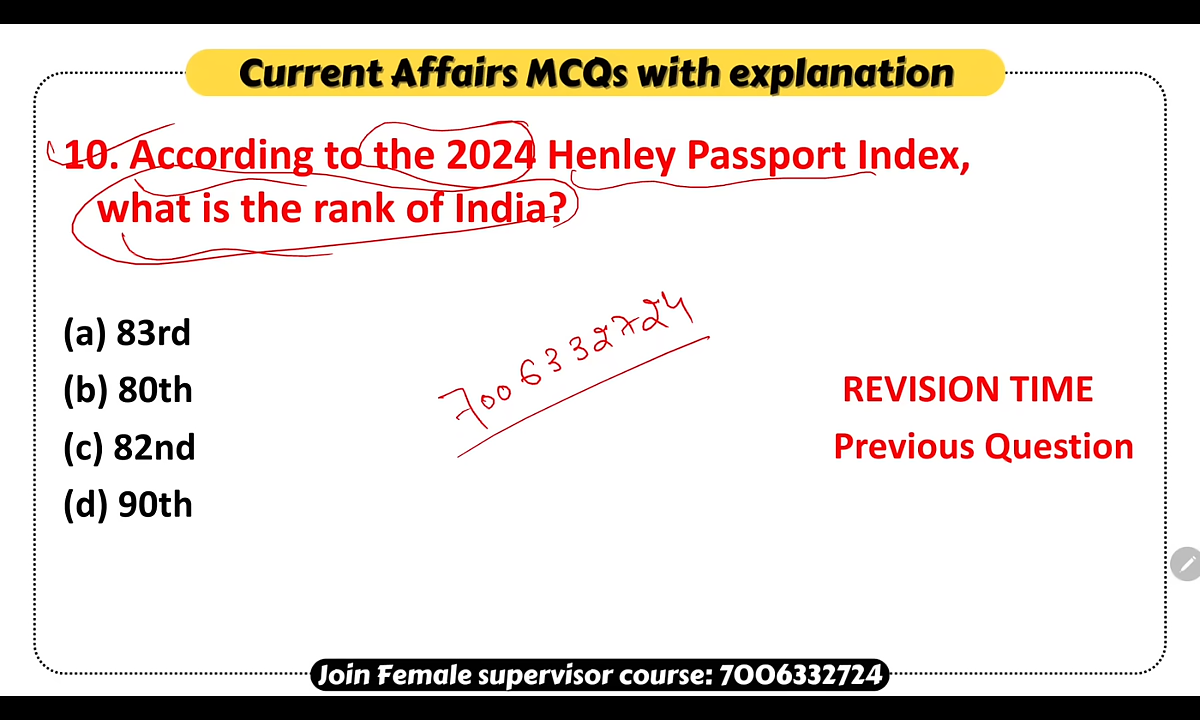 Current Affairs MCQs with explanation
10. According to the 2024 Henley Passport Index,
what is the rank of India?
(a) 83rd
(b) 80th
(c) 82nd
(d) 90th
7006332724
REVISION TIME
Previous Question
Join Female supervisor course: 7006332724